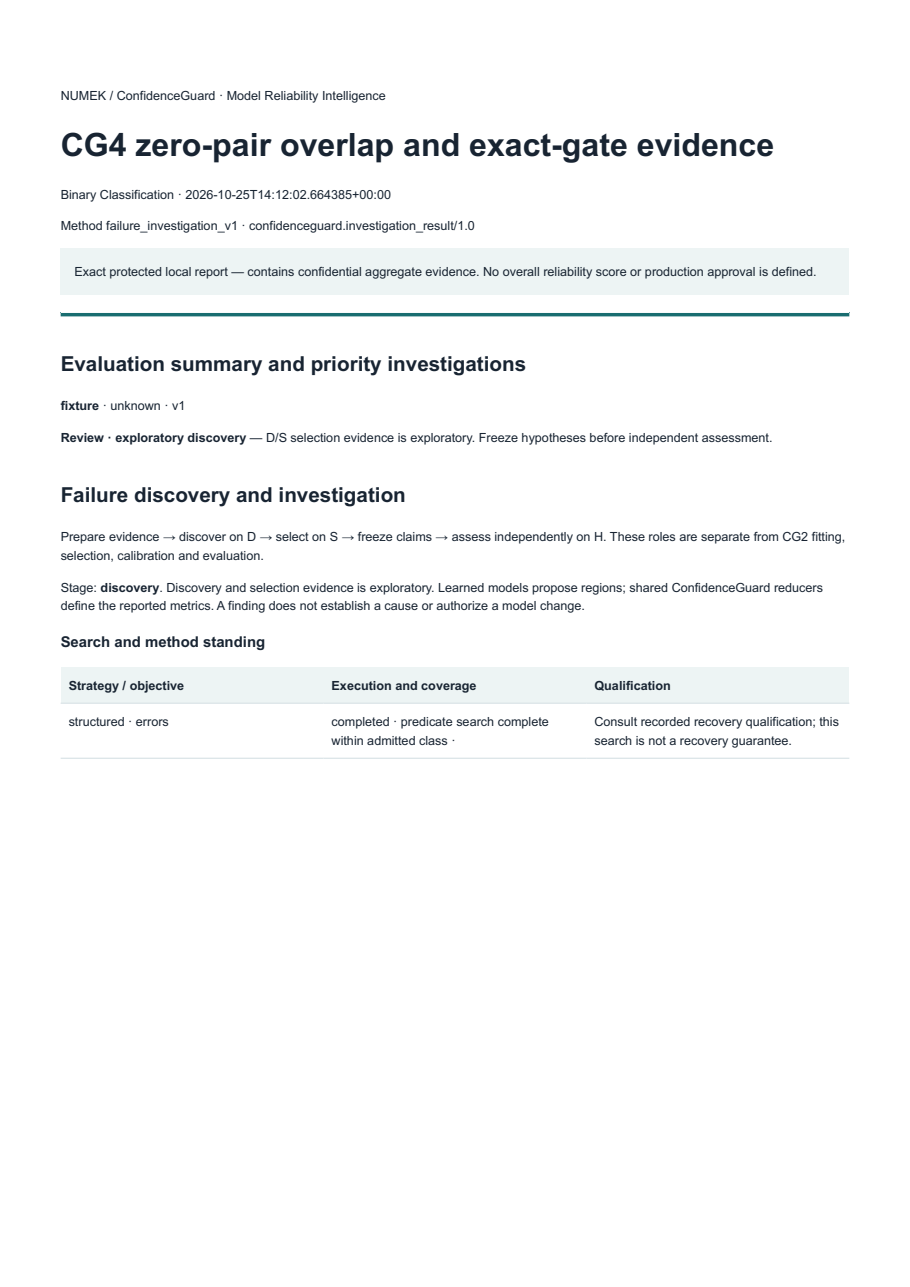 NUMEK / ConfidenceGuard · Model Reliability Intelligence
CG4 zero-pair overlap and exact-gate evidence
Binary Classification · 2026-10-25T14:12:02.664385+00:00
Method failure_investigation_v1 · confidenceguard.investigation_result/1.0
Exact protected local report — contains confidential aggregate evidence. No overall reliability score or production approval is defined.
Evaluation summary and priority investigations
fixture · unknown · v1
Review · exploratory discovery — D/S selection evidence is exploratory. Freeze hypotheses before independent assessment.
Failure discovery and investigation
Prepare evidence → discover on D → select on S → freeze claims → assess independently on H. These roles are separate from CG2 fitting,
selection, calibration and evaluation.
Stage: discovery. Discovery and selection evidence is exploratory. Learned models propose regions; shared ConfidenceGuard reducers
define the reported metrics. A finding does not establish a cause or authorize a model change.
Search and method standing
Strategy / objective Execution and coverage Qualification
structured · errors completed · predicate search complete Consult recorded recovery qualification; this
within admitted class · search is not a recovery guarantee.